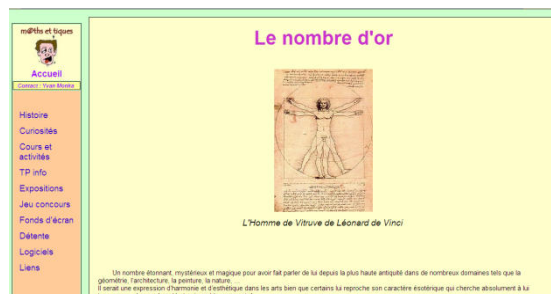 m@ths et tiques
Accueil
Contact : Yvan Monka
Histoire
Curiosités
Cours et
activités
TP info
Expositions
Jeu concours
Fonds d'écran
Détente
Logiciels
Liens
Le nombre d'or
L'Homme de Vitruve de Léonard de Vinci
Un nombre étonnant, mystérieux et magique pour avoir fait parler de lui depuis la plus haute antiquité dans de nombreux domaines tels que la
géométrie, l'architecture, la peinture, la nature, ...
Il serait une expression d'harmonie et d'esthétique dans les arts bien que certains lui reproche son caractère ésotérique qui cherche absolument à lui